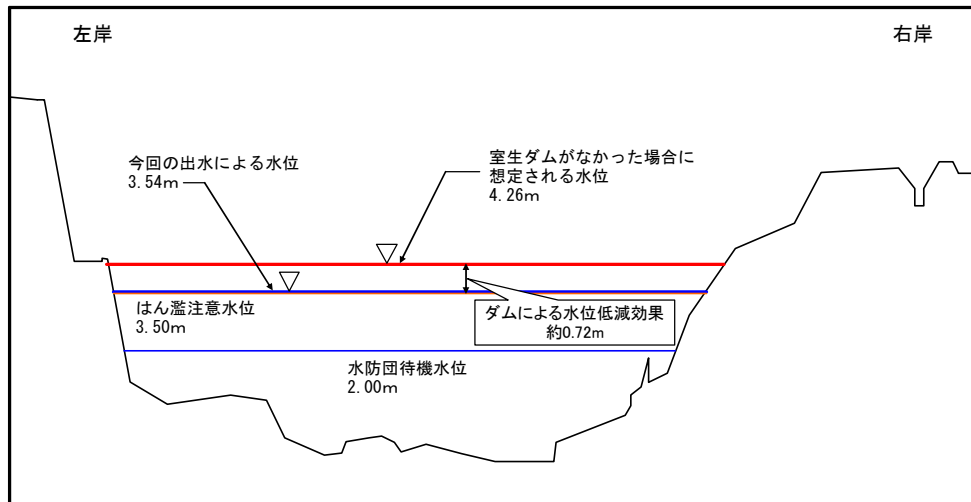 左岸
右岸
今回の出水による水位
3.54m
室生ダムがなかった場合に
想定される水位
4.26m
はん濫注意水位
3.50m
ダムによる水位低減効果
約0.72m
水防団待機水位
2.00m